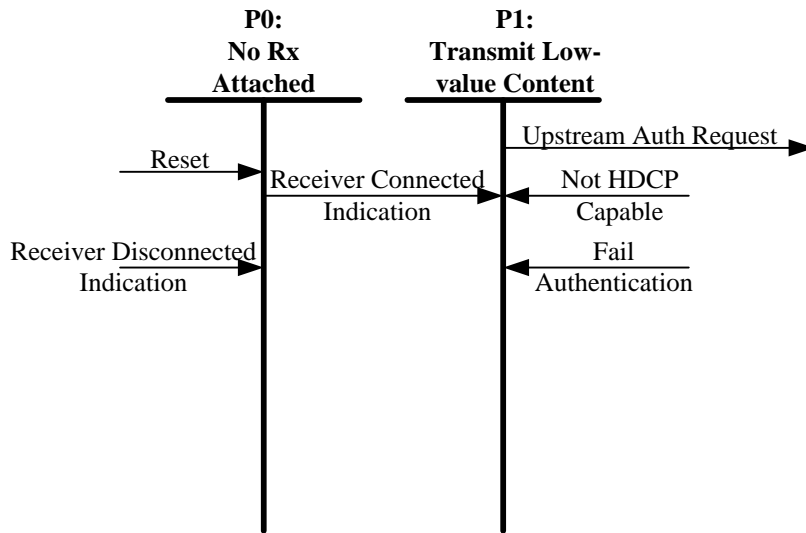 P0:
No Rx
Attached
P1:
Transmit Low-
value Content
Upstream Auth Request
Reset
Receiver Connected
Indication
Not HDCP
Capable
Receiver Disconnected
Indication
Fail
Authentication